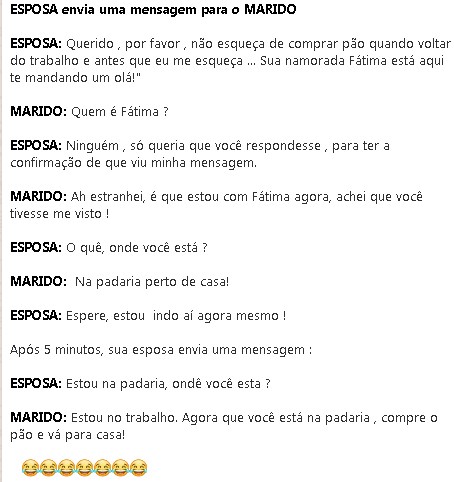 ESPOSA envia uma mensagem para o MARIDO
ESPOSA: Querido , por favor , não esqueça de comprar pão quando voltar
do trabalho e antes que eu me esqueça ... Sua namorada Fátima está aqui
te mandando um olá!"
MARIDO: Quem é Fátima ?
ESPOSA: Ninguém , só queria que você respondesse , para ter a
confirmação de que viu minha mensagem.
MARIDO: Ah estranhei, é que estou com Fátima agora, achei que você
tivesse me visto !
ESPOSA: O quê, onde você está ?
MARIDO:  Na padaria perto de casa!
ESPOSA: Espere, estou  indo aí agora mesmo !
Após 5 minutos, sua esposa envia uma mensagem :
ESPOSA: Estou na padaria, ondê você esta ?
MARIDO: Estou no trabalho. Agora que você está na padaria , compre o
pão e vá para casa!
😂😂😂😂😂😂😂